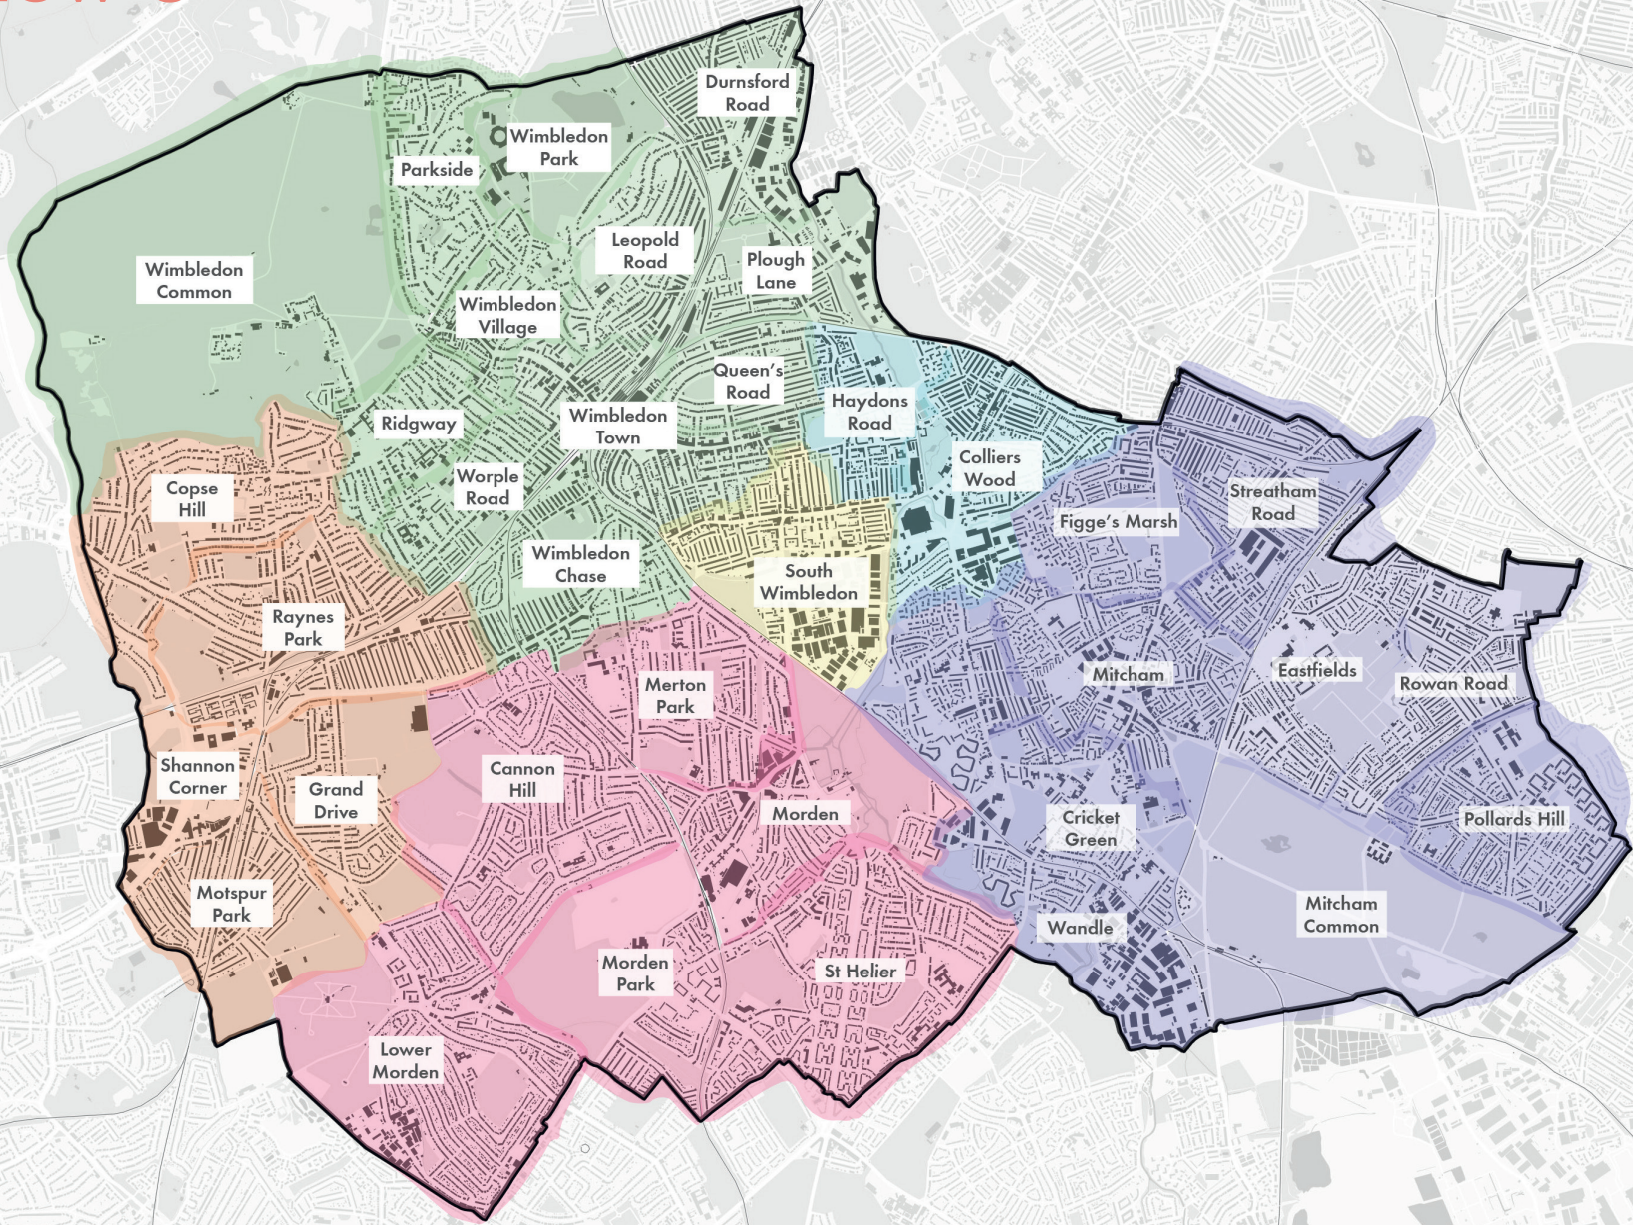 Durnsford
Road
Wimbledon
Park
Parkside
Leopold
Road
Plough
Lane
Wimbledon
Common
Wimbledon
Village
Queen's
Road
Haydons
Road
Ridgway
Wimbledon
Town
Colliers
Wood
Worple
Road
Copse
Hill
Streatham
Road
Figge's Marsh
Wimbledon
Chase
South
Wimbledon
Raynes
Park
Merton
Park
Mitcham
Eastfields
Rowan Road
Shannon
Corner
Cannon
Hill
Grand
Drive
Morden
Cricket
Green
Pollards Hill
Motspur
Park
Wandle
Mitcham
Common
Morden
Park
St Helier
Lower
Morden